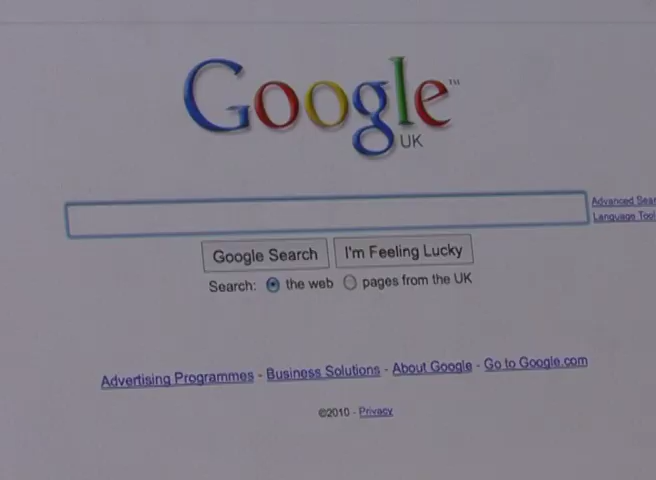 Google™
UK
Advanced Sear
Language Tool
Google Search I'm Feeling Lucky
Search: the web pages from the UK
Advertising Programmes - Business Solutions - About Google - Go to Google.com
©2010 - Privacy